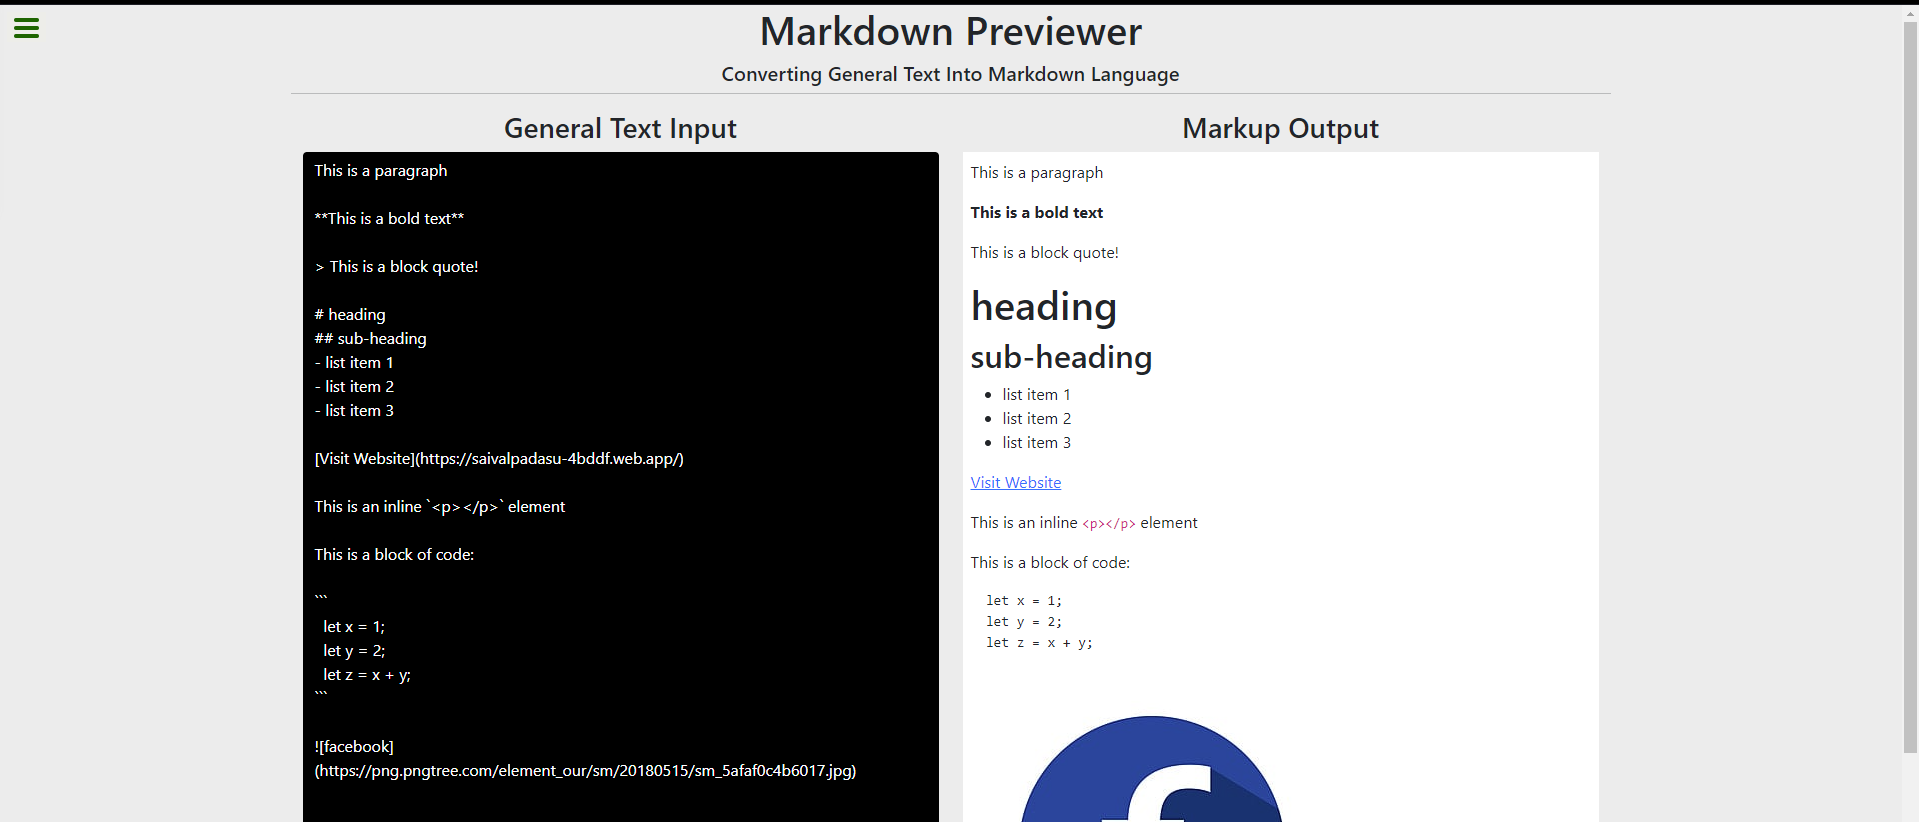 Markdown Previewer
Converting General Text Into Markdown Language
General Text Input
This is a paragraph
**This is a bold text**
> This is a block quote!
# heading
## sub-heading
- list item 1
- list item 2
- list item 3
[Visit Website](https://saivalpadasu-4bddf.web.app/)
This is an inline `<p></p>` element
This is a block of code:
```
let x = 1;
let y = 2;
let z = x + y;
```
![facebook]
(https://png.pngtree.com/element_our/sm/20180515/sm_5afaf0c4b6017.jpg)
Markup Output
This is a paragraph
This is a bold text
This is a block quote!
heading
sub-heading
• list item 1
• list item 2
• list item 3
Visit Website
This is an inline <p></p> element
This is a block of code:
let x = 1;
let y = 2;
let z = x + y;
f